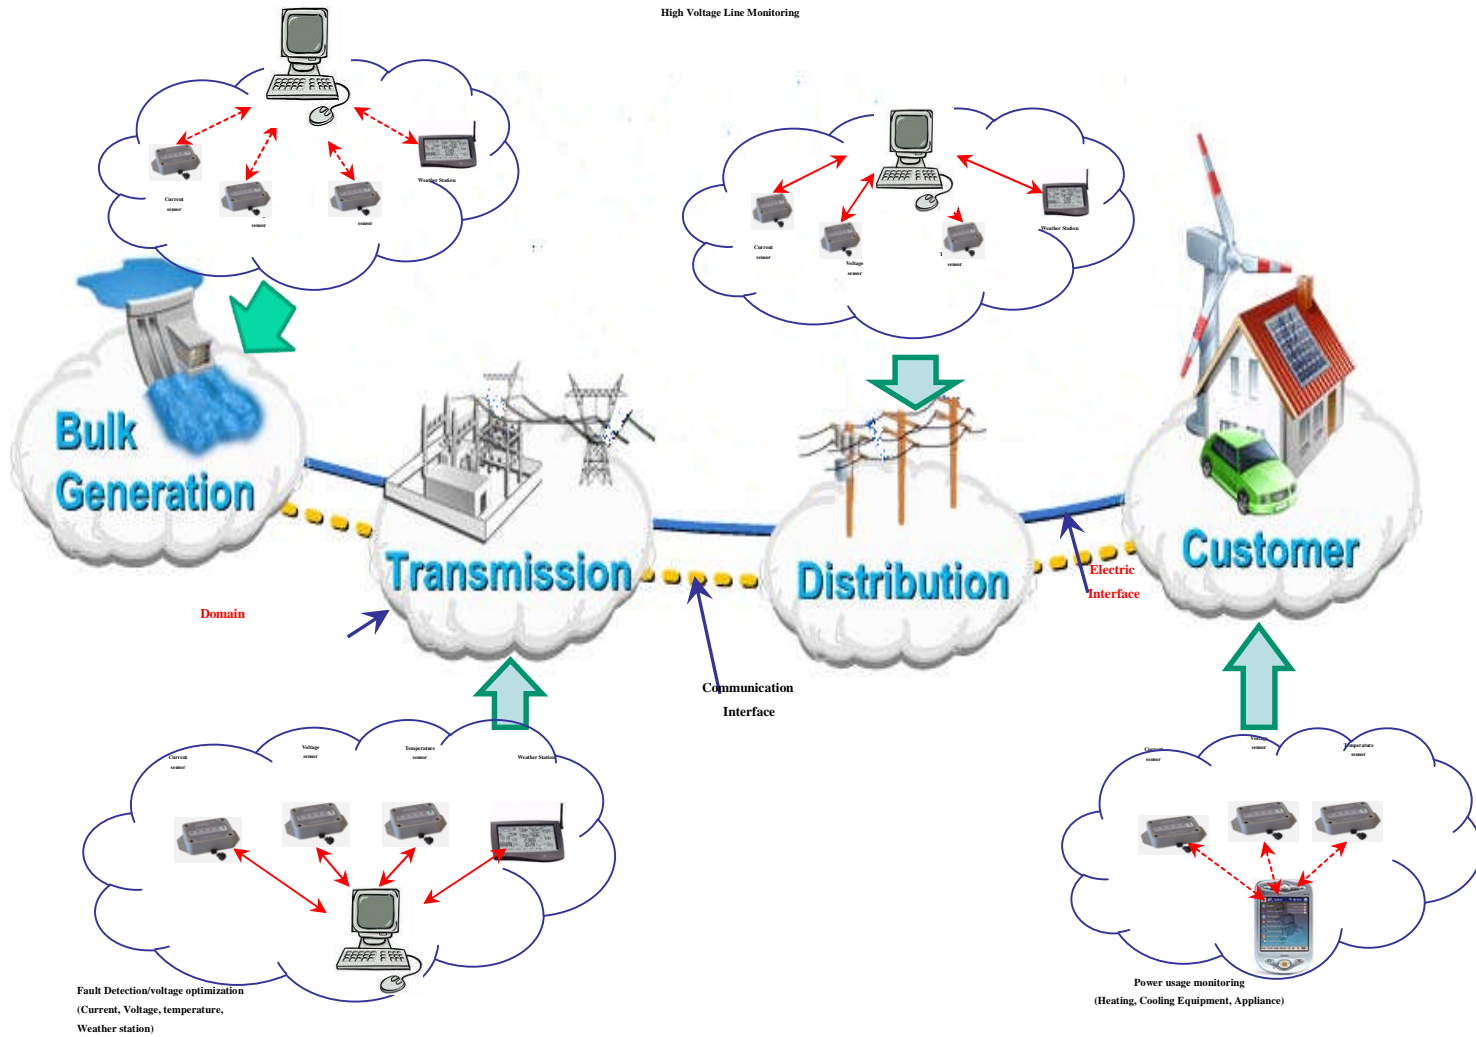 High Voltage Line Monitoring
Weather Station
Current
sensor
sensor
sensor
Weather Station
Current
sensor
Voltage
sensor
sensor
Bulk
Generation
Transmission
Distribution
Customer
Electric
Interface
Domain
Communication
Interface
Current
sensor
Voltage
sensor
Temperature
sensor
Weather Station
Current
sensor
Voltage
sensor
Temperature
sensor
Fault Detection/voltage optimization
(Current, Voltage, temperature,
Weather station)
Power usage monitoring
(Heating, Cooling Equipment, Appliance)